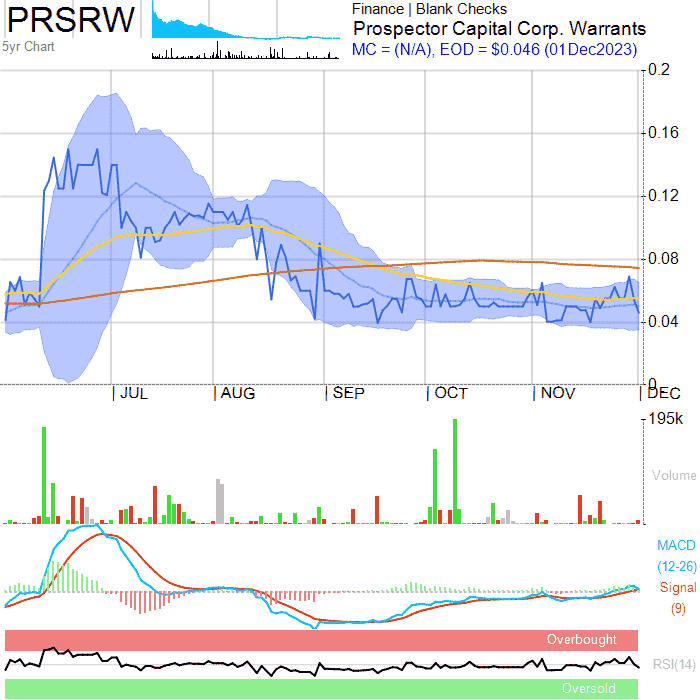 PRSRW
5yr Chart
Finance | Blank Checks
Prospector Capital Corp. Warrants
MC = (N/A), EOD = $0.046 (01Dec2023)
0.2
0.16
0.12
0.08
0.04
0
JUL AUG SEP OCT NOV DEC
195k
Volume
MACD
(12-26)
Signal
(9)
Overbought
RSI(14)
Oversold